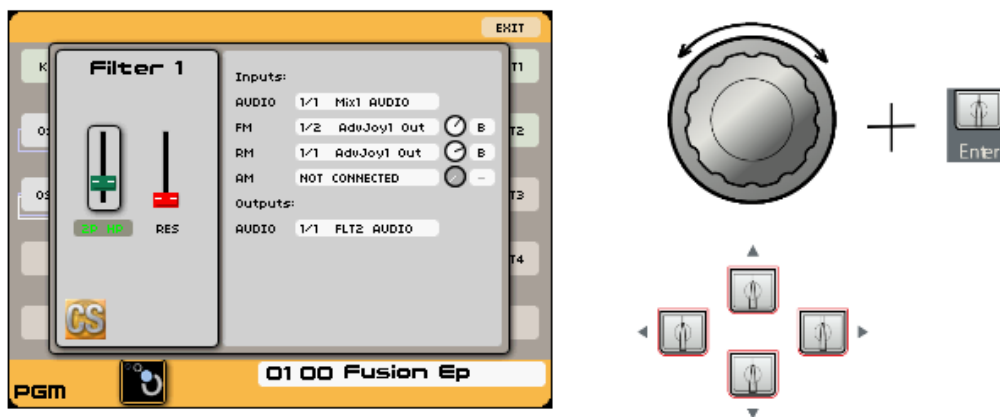 EXIT
Filter 1
Inputs:
AUDIO 1/1 Mix1 AUDIO
FM 1/2 AdvJoy1 Out B
RM 1/1 AdvJoy1 Out B
AM NOT CONNECTED -
Outputs:
AUDIO 1/1 FLT2 AUDIO
RES
CS
K
T1
T2
T3
T4
PGM
01 00 Fusion Ep
Enter